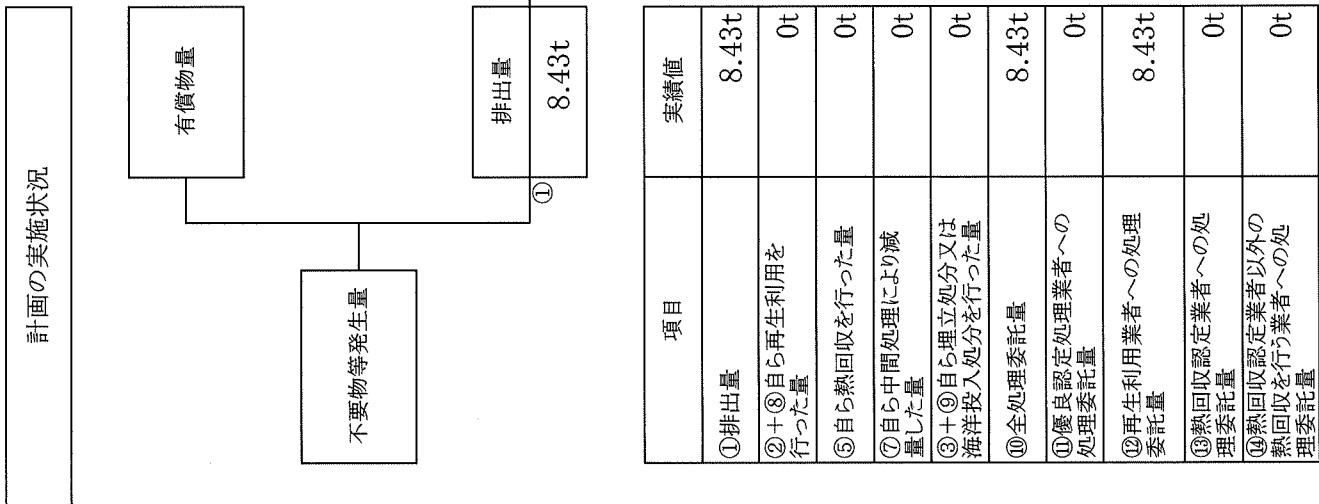 計画の実施状況
有償物量
不要物等発生量
①
排出量
8.43t
項目
実績値
①排出量
8.43t
②+⑧自ら再生利用を
行った量
0t
⑤自ら熱回収を行った量
0t
⑦自ら中間処理により減
量した量
0t
③+⑨自ら埋立処分又は
海洋投入処分を行った量
0t
⑩全処理委託量
8.43t
⑪優良認定処理業者への
処理委託量
0t
⑫再生利用業者への処理
委託量
8.43t
⑬熱回収認定業者への処
理委託量
0t
⑭熱回収認定業者以外の
熱回収を行う業者への処
理委託量
0t